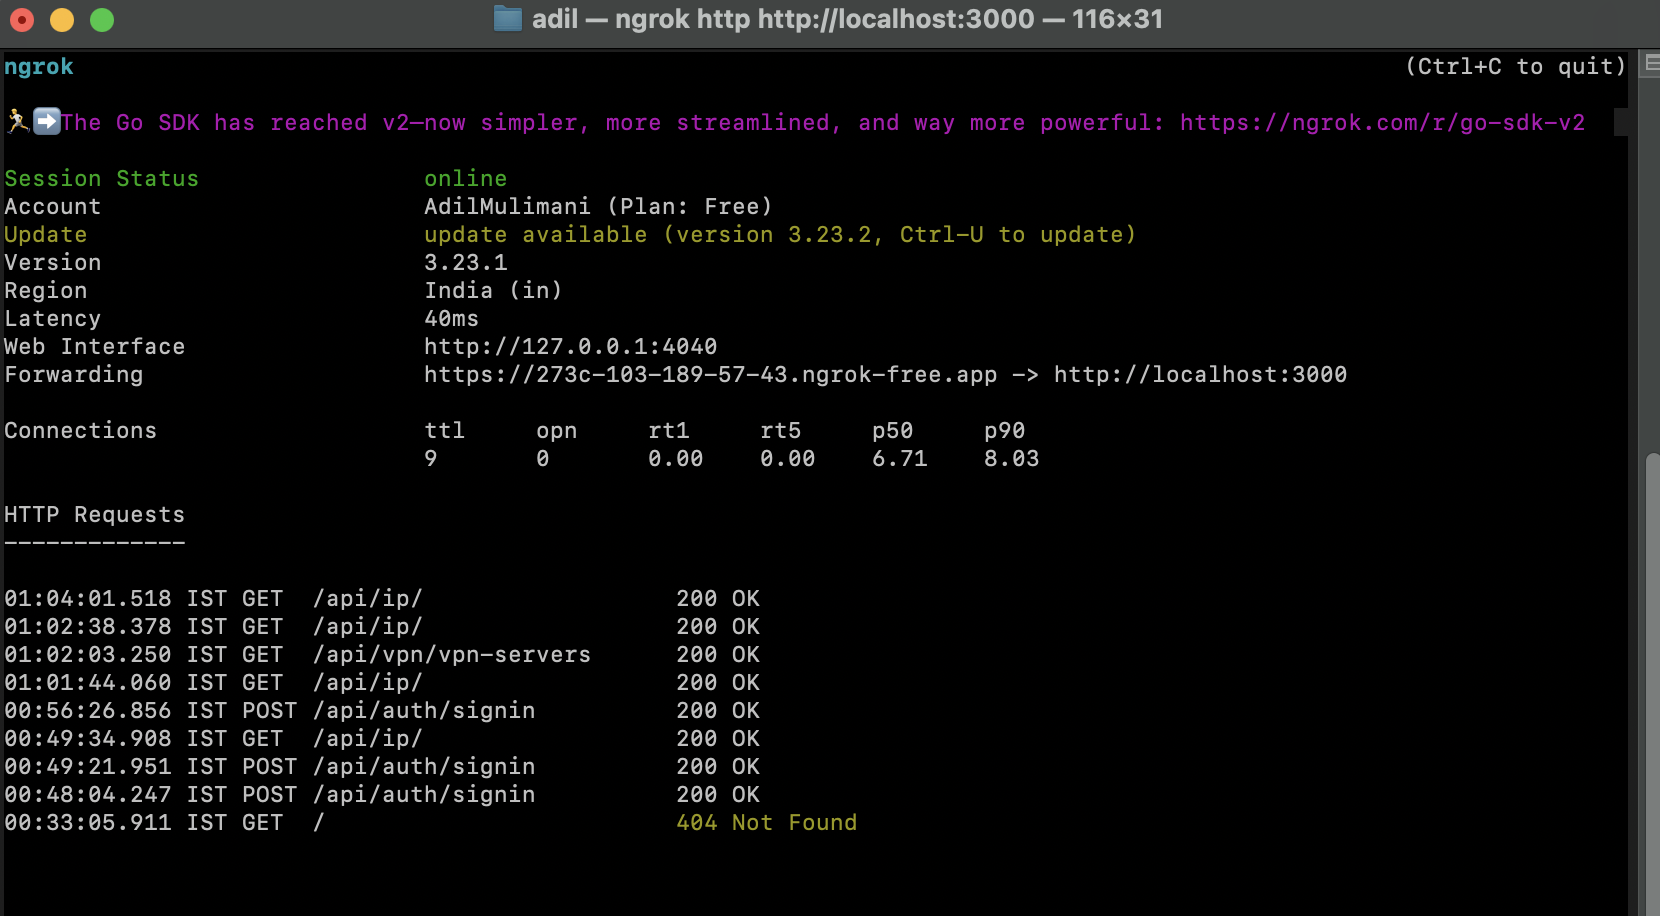 adil — ngrok http http://localhost:3000 — 116×31
ngrok (Ctrl+C to quit)
🏃➡️The Go SDK has reached v2—now simpler, more streamlined, and way more powerful: https://ngrok.com/r/go-sdk-v2
Session Status online
Account AdilMulimani (Plan: Free)
Update update available (version 3.23.2, Ctrl-U to update)
Version 3.23.1
Region India (in)
Latency 40ms
Web Interface http://127.0.0.1:4040
Forwarding https://273c-103-189-57-43.ngrok-free.app -> http://localhost:3000
Connections ttl opn rt1 rt5 p50 p90
9 0 0.00 0.00 6.71 8.03
HTTP Requests
-------------
01:04:01.518 IST GET /api/ip/ 200 OK
01:02:38.378 IST GET /api/ip/ 200 OK
01:02:03.250 IST GET /api/vpn/vpn-servers 200 OK
01:01:44.060 IST GET /api/ip/ 200 OK
00:56:26.856 IST POST /api/auth/signin 200 OK
00:49:34.908 IST GET /api/ip/ 200 OK
00:49:21.951 IST POST /api/auth/signin 200 OK
00:48:04.247 IST POST /api/auth/signin 200 OK
00:33:05.911 IST GET / 404 Not Found